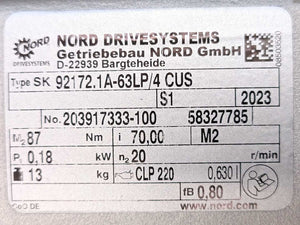 NORD DRIVESYSTEMS
NORD
DRIVESYSTEMS
Getriebebau NORD GmbH
D-22939 Bargteheide
Type SK 92172.1A-63LP/4 CUS
S1 2023
No. 203917333-100 58327785
M2 87 Nm i 70,00 M2
P1 0,18 kW n2 20 r/min
13 kg CLP 220 0,630 l
fB 0,80
CoO DE www.nord.com